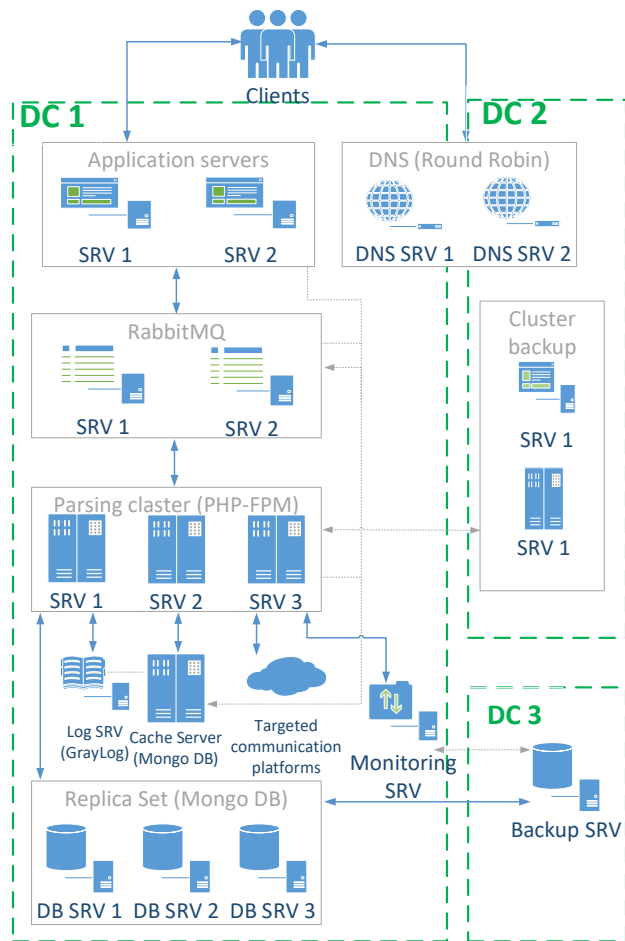 Clients
DC 1
DC 2
Application servers
SRV 1
SRV 2
DNS (Round Robin)
DNS SRV 1
DNS SRV 2
RabbitMQ
SRV 1
SRV 2
Cluster
backup
SRV 1
SRV 1
Parsing cluster (PHP-FPM)
SRV 1
SRV 2
SRV 3
Log SRV
(GrayLog)
Cache Server
(Mongo DB)
Targeted
communication
platforms
Monitoring
SRV
DC 3
Backup SRV
Replica Set (Mongo DB)
DB SRV 1
DB SRV 2
DB SRV 3